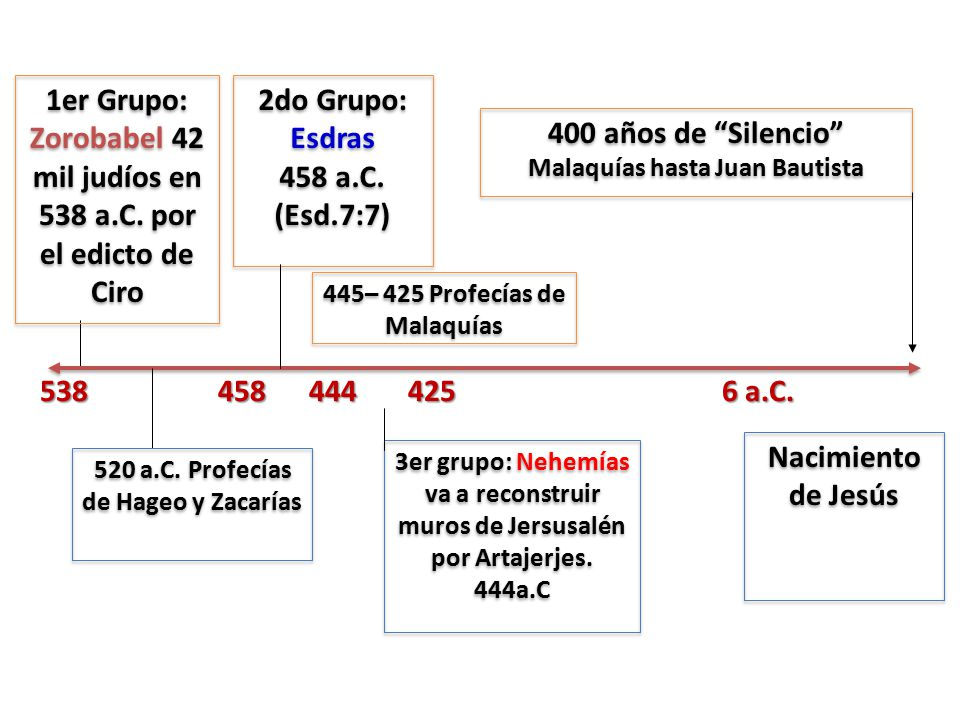 1er Grupo:
Zorobabel 42
mil judíos en
538 a.C. por
el edicto de
Ciro
2do Grupo:
Esdras
458 a.C.
(Esd.7:7)
400 años de “Silencio”
Malaquías hasta Juan Bautista
445– 425 Profecías de
Malaquías
538 458 444 425 6 a.C.
520 a.C. Profecías
de Hageo y Zacarías
3er grupo: Nehemías
va a reconstruir
muros de Jersusalén
por Artajerjes.
444a.C
Nacimiento
de Jesús